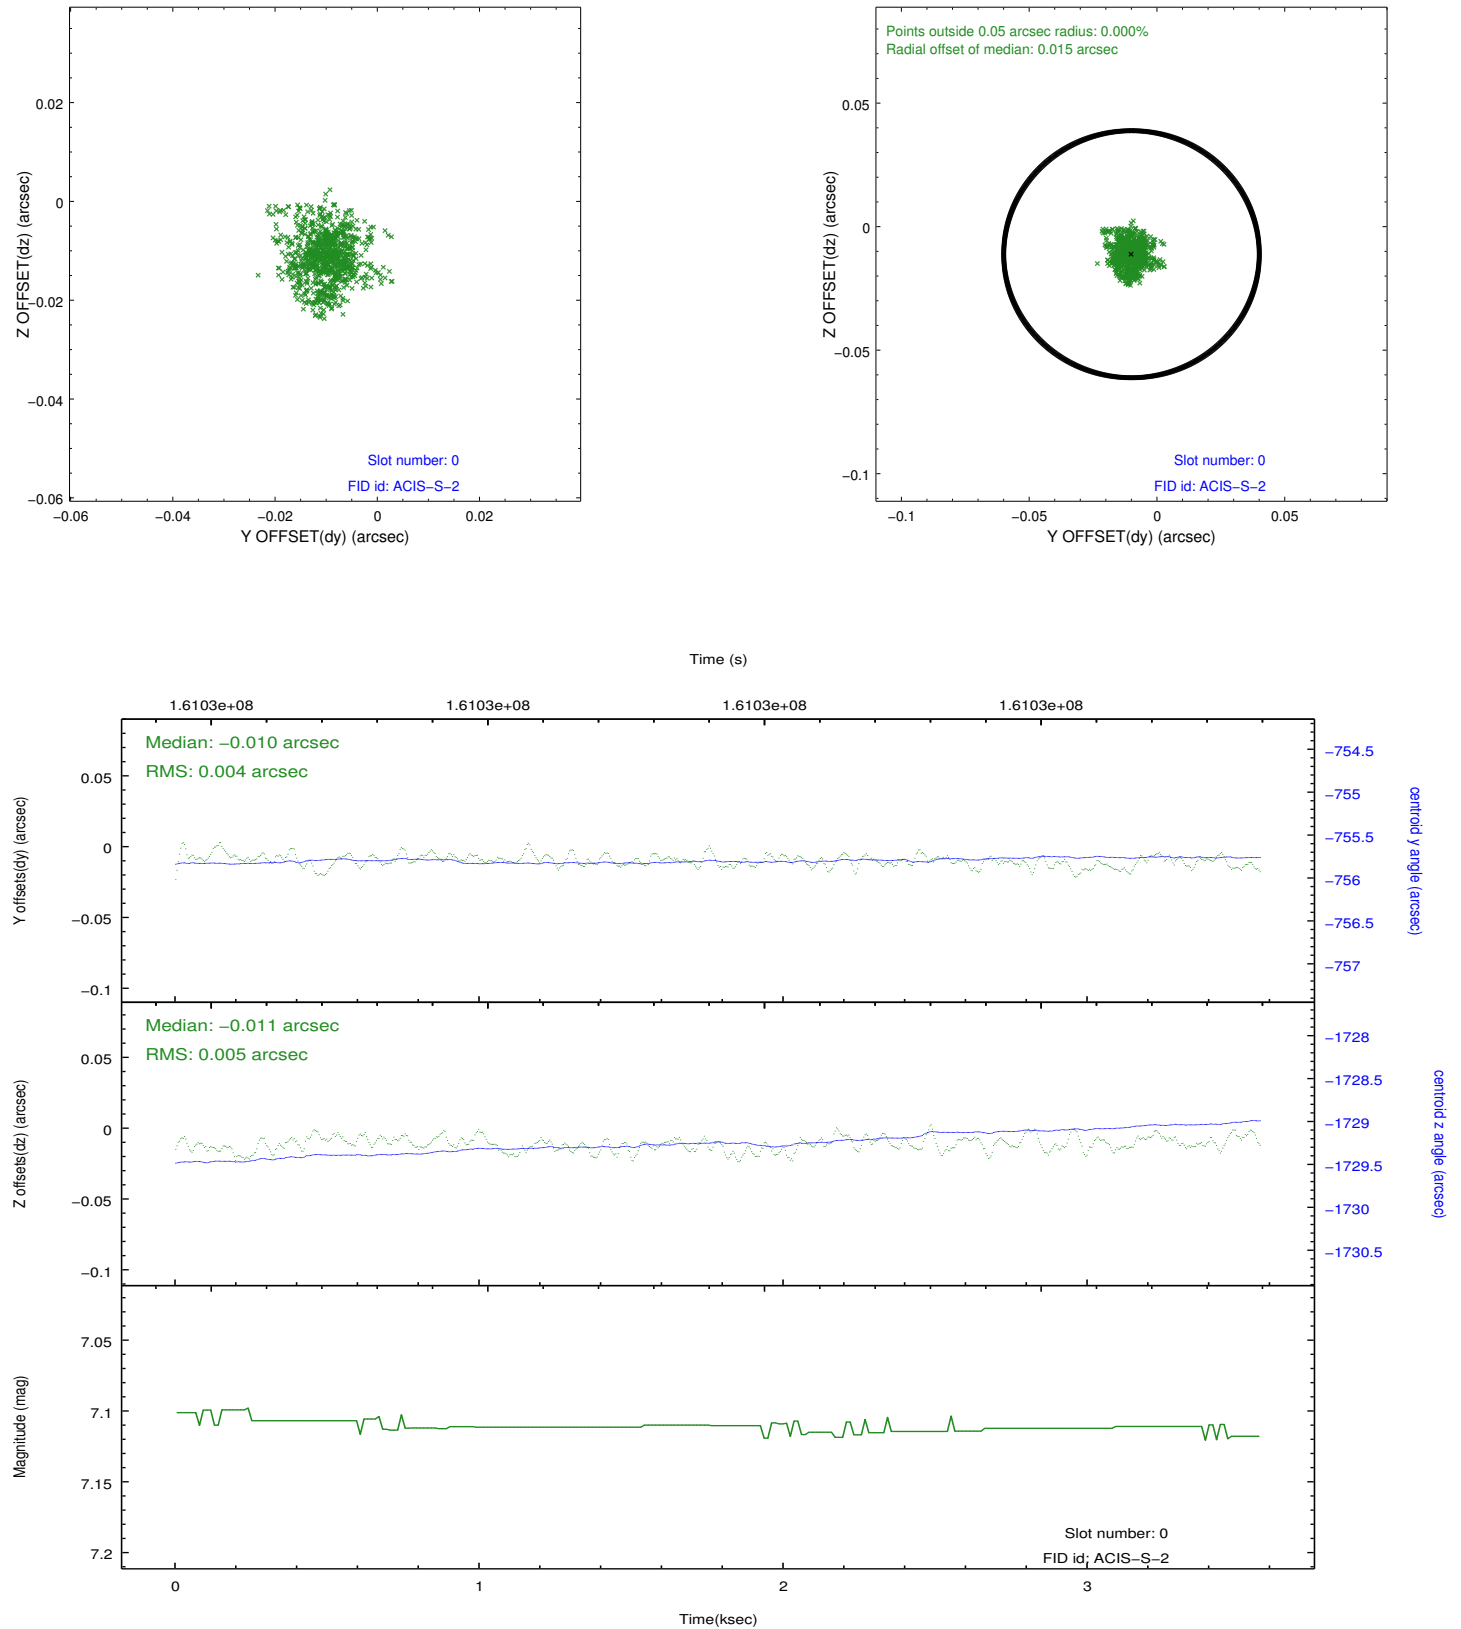 0.02
0
−0.02
−0.04
−0.06
Z OFFSET(dz) (arcsec)
Slot number: 0
FID id: ACIS−S−2
−0.06
−0.04
−0.02
0
0.02
Y OFFSET(dy) (arcsec)
Points outside 0.05 arcsec radius: 0.000%
Radial offset of median: 0.015 arcsec
0.05
0
−0.05
−0.1
Z OFFSET(dz) (arcsec)
Slot number: 0
FID id: ACIS−S−2
−0.1
−0.05
0
0.05
Y OFFSET(dy) (arcsec)
Time (s)
1.6103e+08
1.6103e+08
1.6103e+08
1.6103e+08
Median: −0.010 arcsec
RMS: 0.004 arcsec
0.05
0
−0.05
−0.1
Y offsets(dy) (arcsec)
−754.5
−755
−755.5
−756
−756.5
−757
centroid y angle (arcsec)
Median: −0.011 arcsec
RMS: 0.005 arcsec
0.05
0
−0.05
−0.1
Z offsets(dz) (arcsec)
−1728
−1728.5
−1729
−1729.5
−1730
−1730.5
centroid z angle (arcsec)
7.05
7.1
7.15
7.2
Magnitude (mag)
Slot number: 0
FID id: ACIS−S−2
0
1
2
3
Time(ksec)